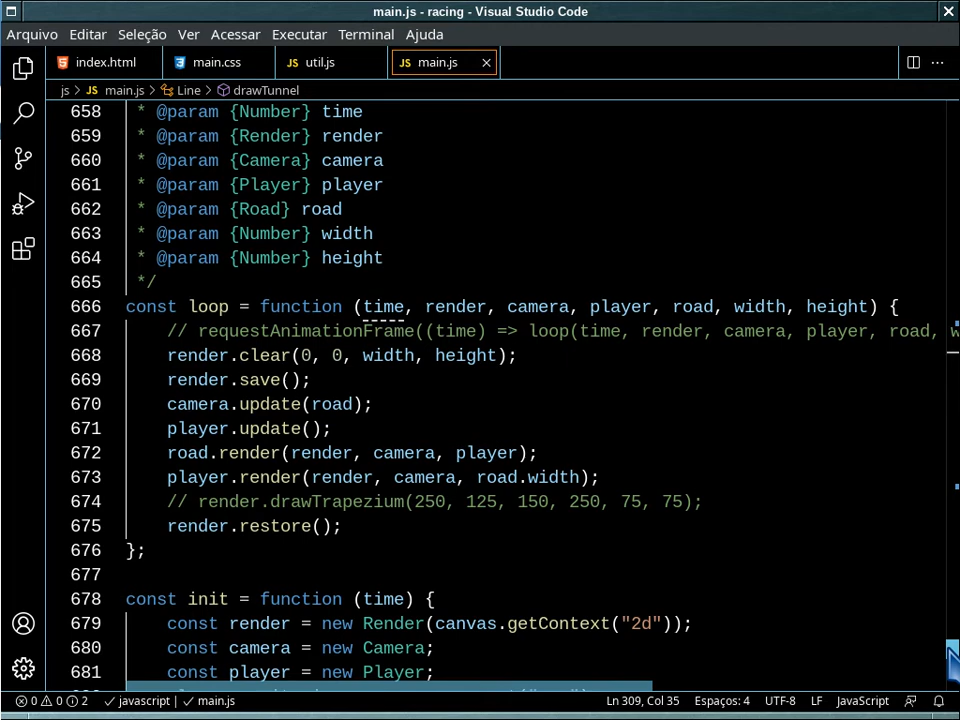 main.js - racing - Visual Studio Code
Arquivo Editar Seleção Ver Acessar Executar Terminal Ajuda
index.html main.css JS util.js JS main.js
js > JS main.js > Line > drawTunnel
658 * @param {Number} time
659 * @param {Render} render
660 * @param {Camera} camera
661 * @param {Player} player
662 * @param {Road} road
663 * @param {Number} width
664 * @param {Number} height
665 */
666 const loop = function (time, render, camera, player, road, width, height) {
667 // requestAnimationFrame((time) => loop(time, render, camera, player, road, w
668 render.clear(0, 0, width, height);
669 render.save();
670 camera.update(road);
671 player.update();
672 road.render(render, camera, player);
673 player.render(render, camera, road.width);
674 // render.drawTrapezium(250, 125, 150, 250, 75, 75);
675 render.restore();
676 };
677
678 const init = function (time) {
679 const render = new Render(canvas.getContext("2d"));
680 const camera = new Camera;
681 const player = new Player;
0 0 2 javascript main.js Ln 309, Col 35 Espaços: 4 UTF-8 LF JavaScript